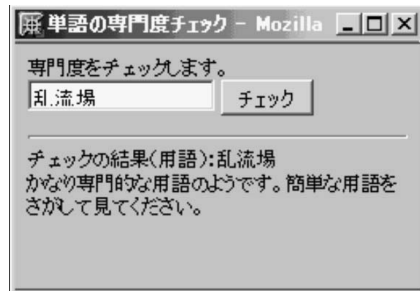 単語の専門度チェック - Mozilla
専門度をチェックします。
乱流場 チェック
チェックの結果(用語):乱流場
かなり専門的な用語のようです。簡単な用語を
さがして見てください。